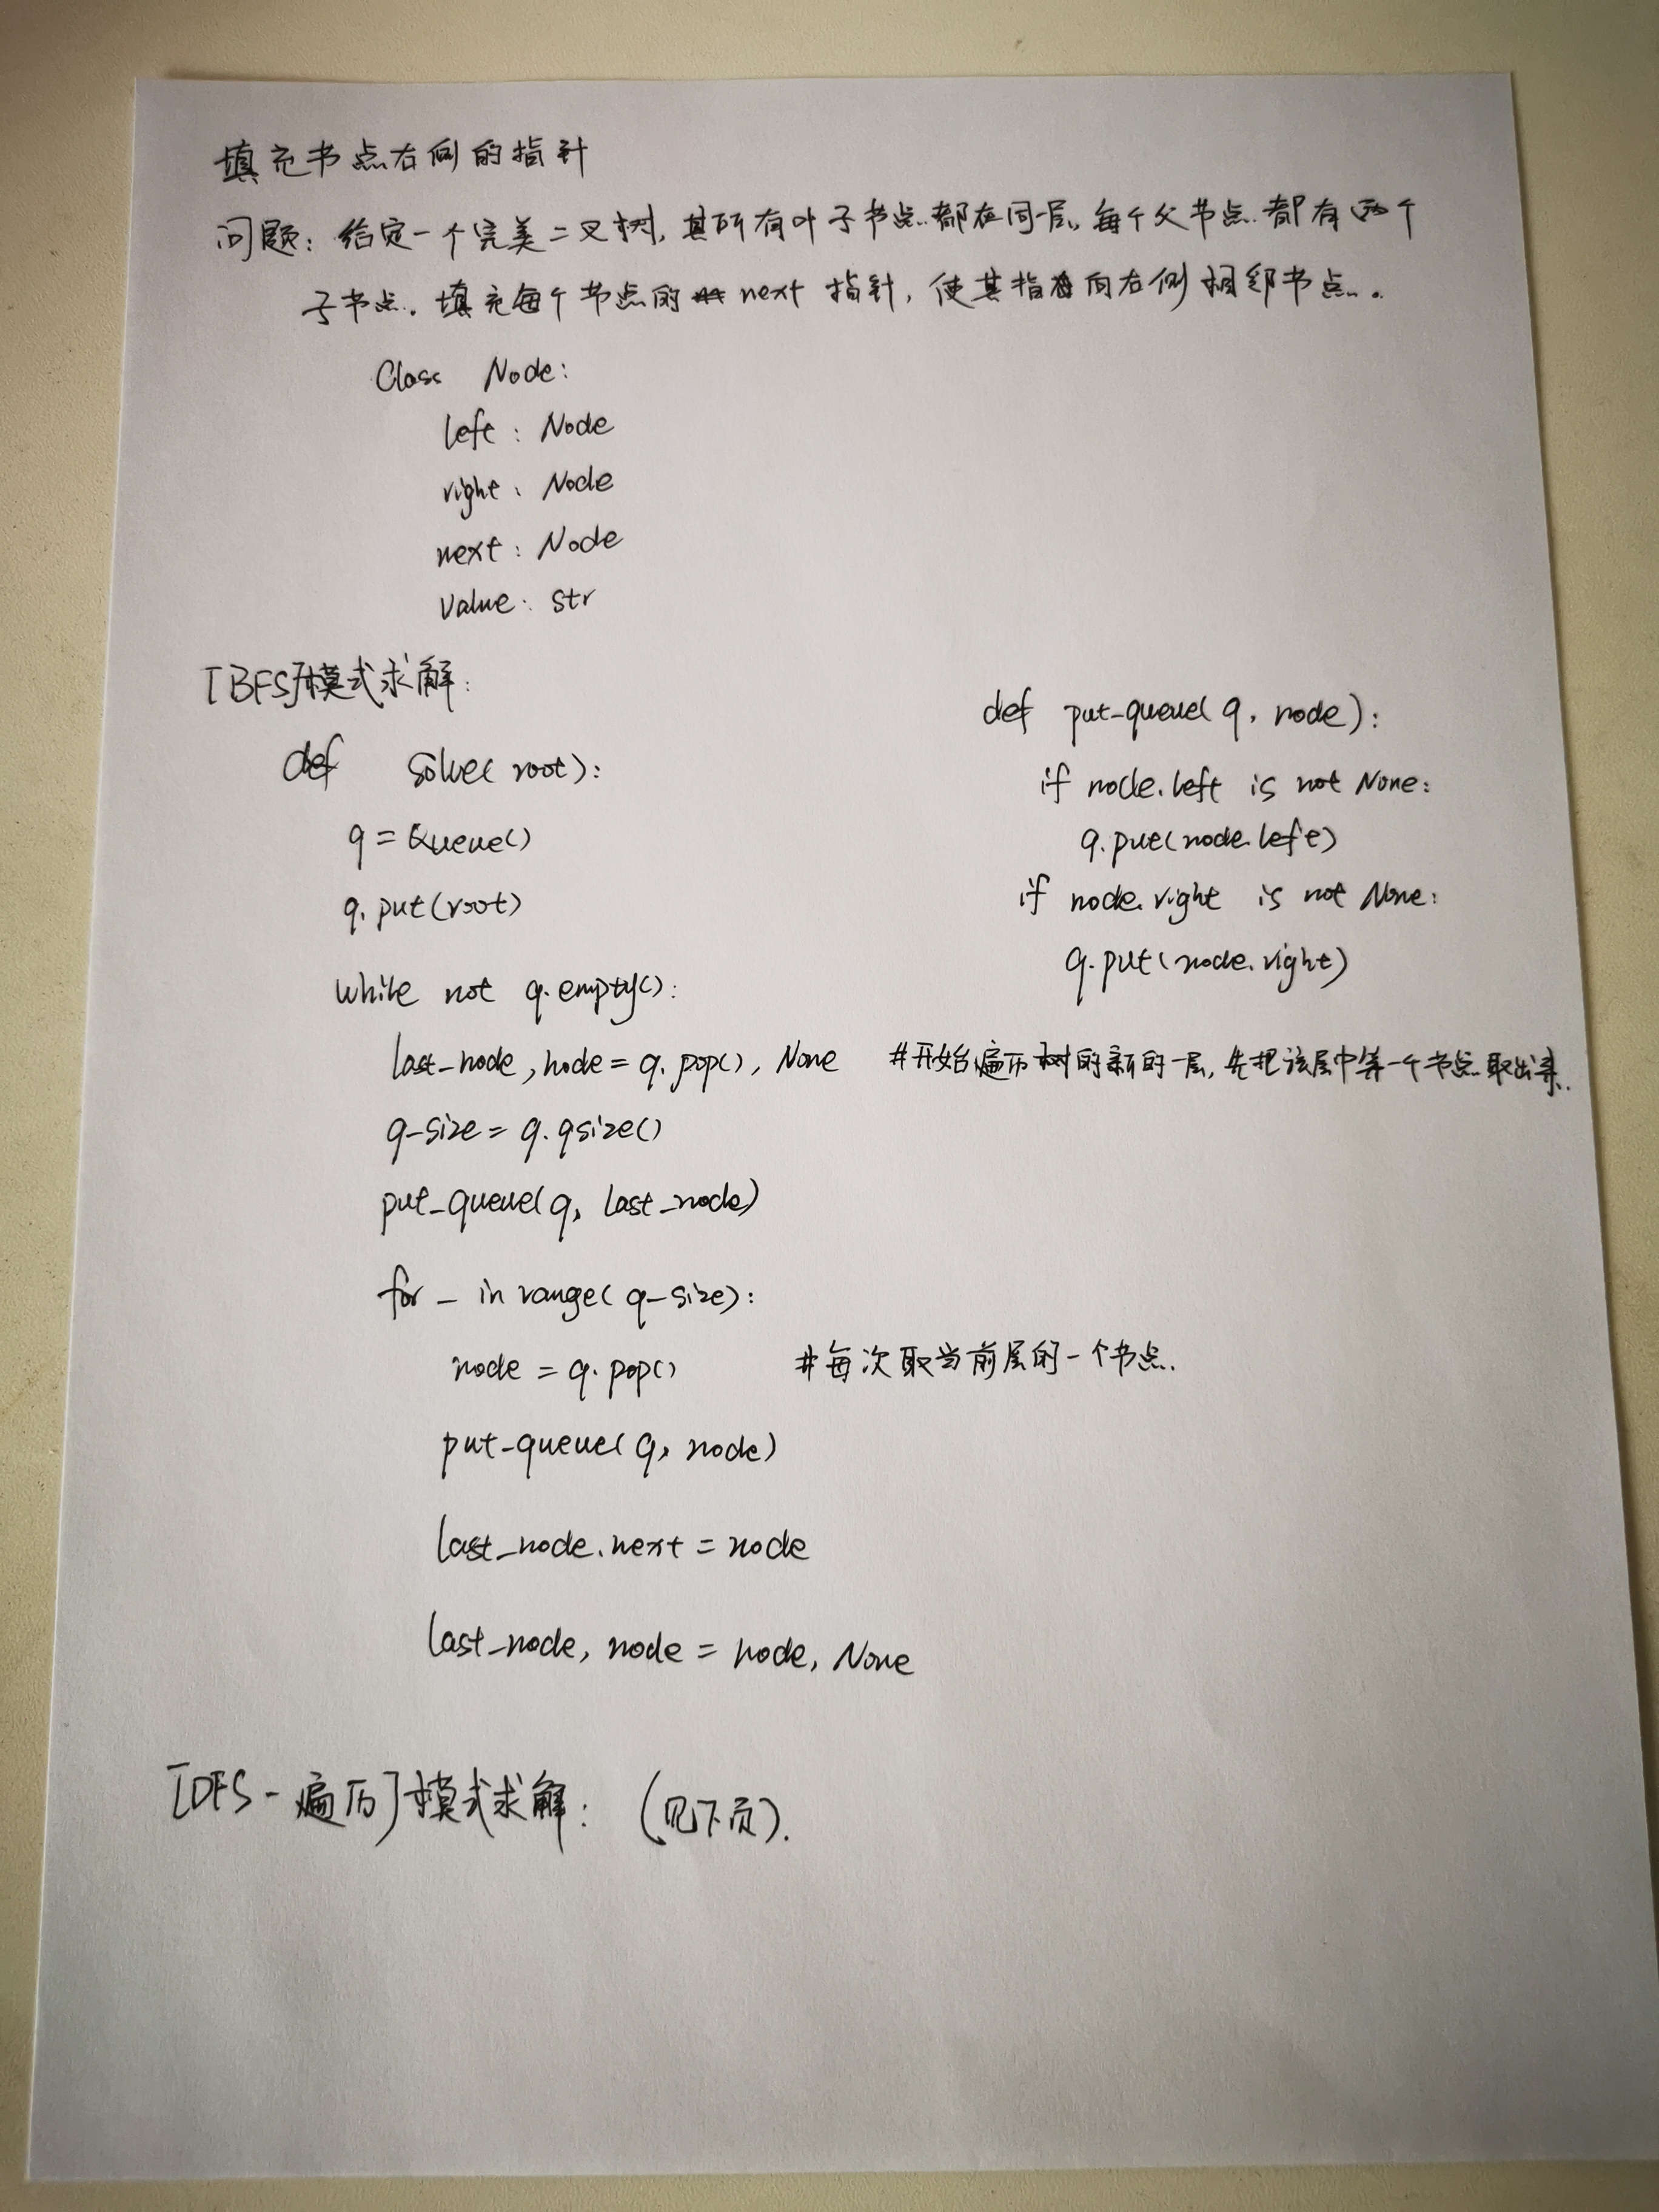 填充节点右侧的指针
问题：给定一个完美二叉树，其所有叶子节点都在同一层，每个父节点都有两个
子节点．填充每个节点的 next 指针，使其指向右侧相邻节点。
Class Node:
left : Node
right : Node
next : Node
value : str
[BFS]模式求解：
def solve( root):
q = Queue()
q. put(root)
while not q.empty():
last_node, node = q. pop(), None #开始遍历树的新的一层，先把该层中第一个节点取出来.
q_size = q. qsize()
put_queue( q, last_node)
for _ in range( q_size):
node = q. pop() #每次取当前层的一个节点.
put_queue( q, node)
last_node. next = node
last_node, node = node, None
def put_queue( q, node):
if node.left is not None:
q.put(node.left)
if node.right is not None:
q.put(node.right)
[DFS-遍历]模式求解： (见下页).